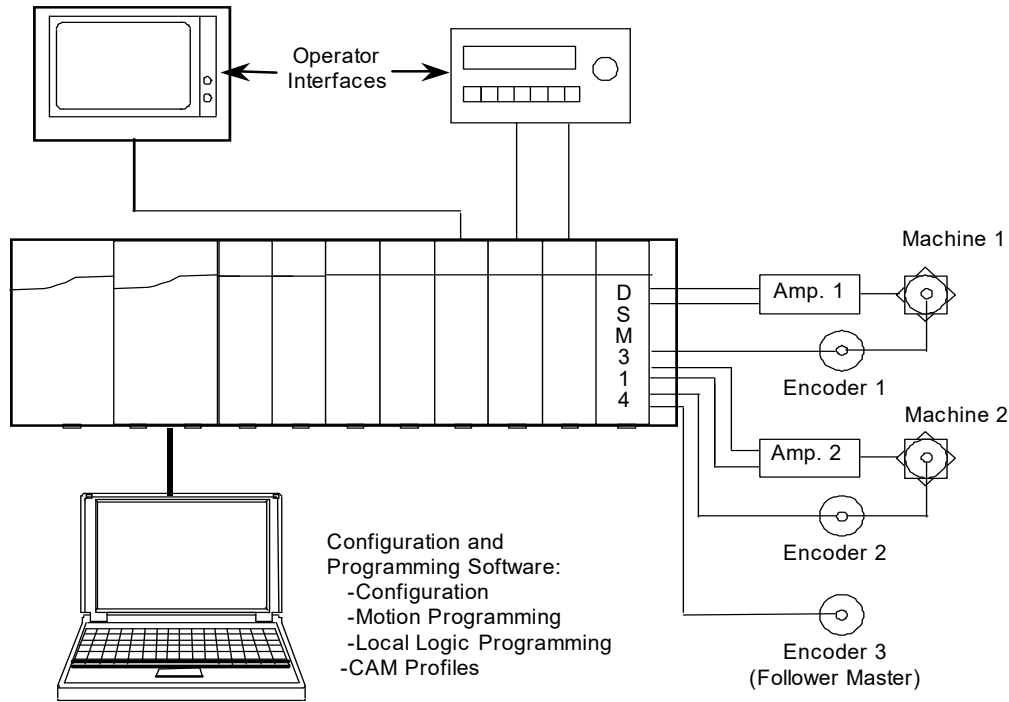 Operator
Interfaces
D
S
M
3
1
4
Machine 1
Amp. 1
Encoder 1
Machine 2
Amp. 2
Encoder 2
Encoder 3
(Follower Master)
Configuration and
Programming Software:
-Configuration
-Motion Programming
-Local Logic Programming
-CAM Profiles